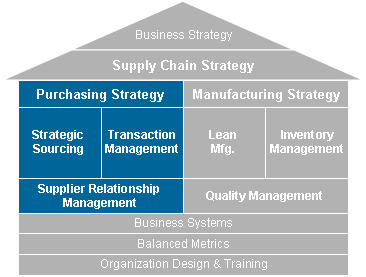 Business Strategy
Supply Chain Strategy
Purchasing Strategy
Manufacturing Strategy
Strategic
Sourcing
Transaction
Management
Lean
Mfg.
Inventory
Management
Supplier Relationship
Management
Quality Management
Business Systems
Balanced Metrics
Organization Design & Training